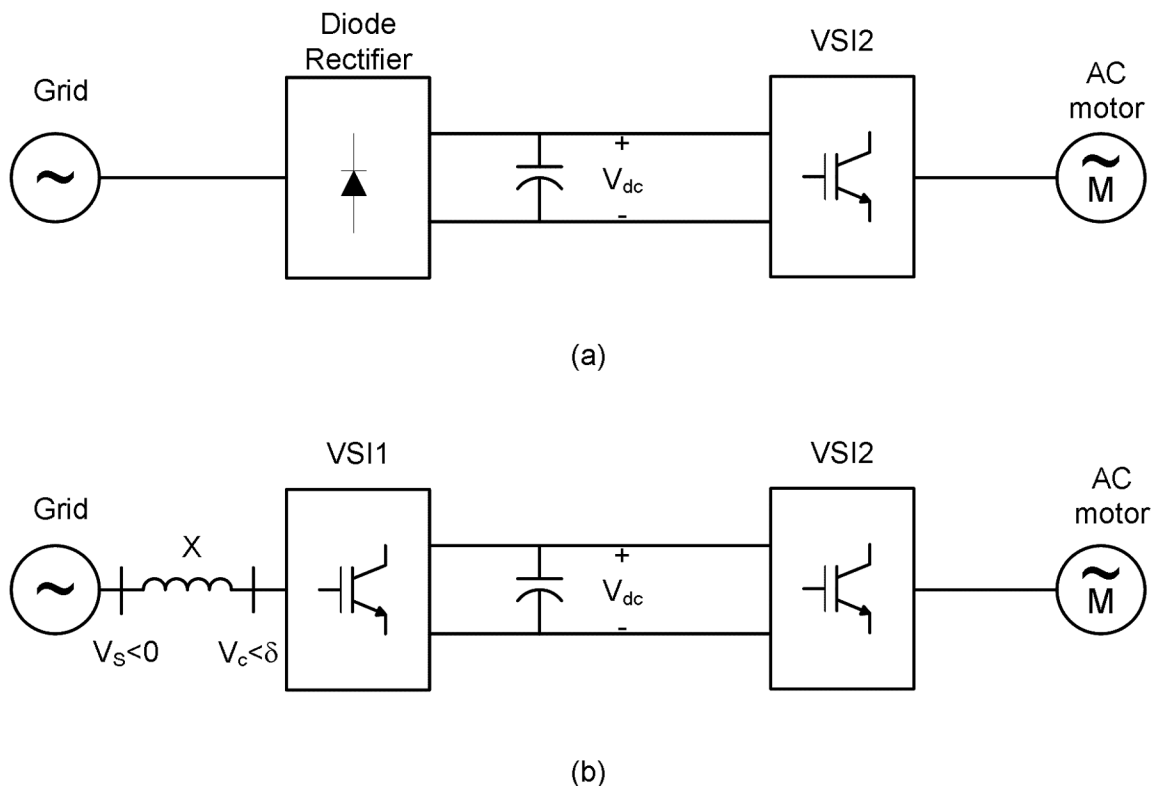 Diode
Rectifier
VSI2
Grid
AC
motor
~
+
V_dc
-
~
M
(a)
VSI1
VSI2
Grid
AC
motor
X
~
+
V_dc
-
~
M
V_S<0
V_c<δ
(b)